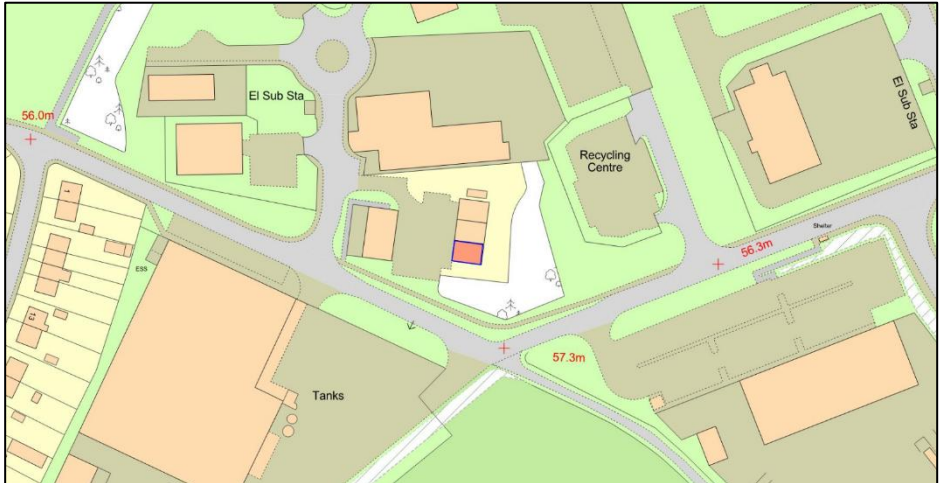 El Sub Sta
El Sub Sta
56.0m
Recycling
Centre
1
Shelter
56.3m
ESS
13
57.3m
Tanks